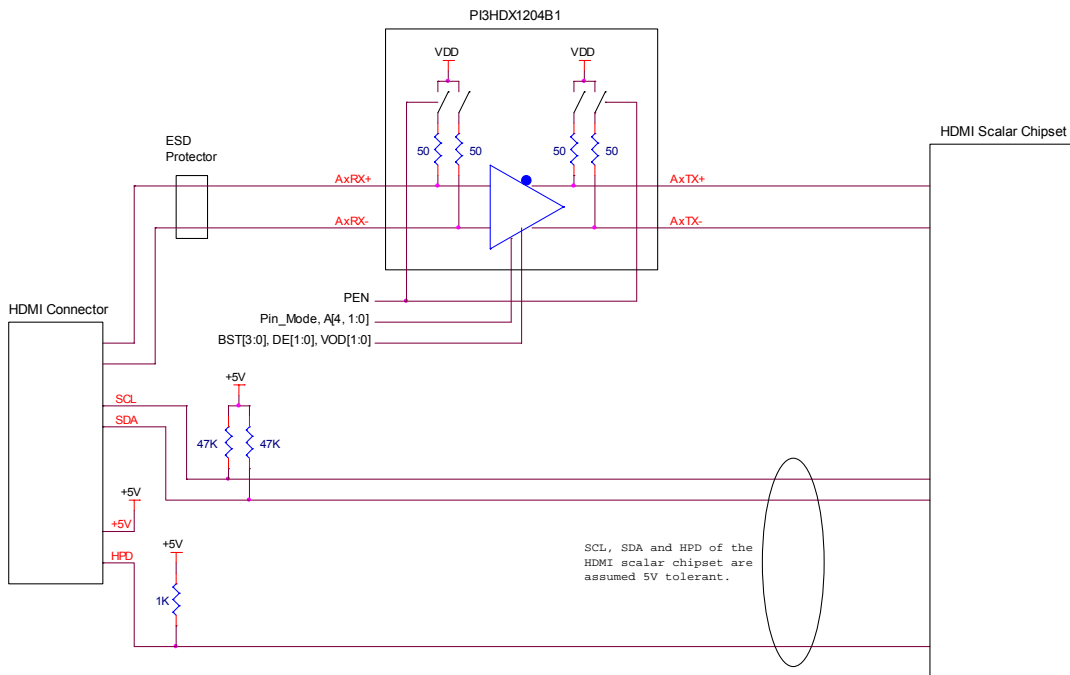 PI3HDX1204B1
VDD
VDD
HDMI Scalar Chipset
ESD
Protector
50
50
50
50
AxRX+
AxTX+
AxRX-
AxTX-
PEN
HDMI Connector
Pin_Mode, A[4, 1:0]
BST[3:0], DE[1:0], VOD[1:0]
+5V
SCL
SDA
47K
47K
+5V
+5V
+5V
HPD
SCL, SDA and HPD of the
HDMI scalar chipset are
assumed 5V tolerant.
1K